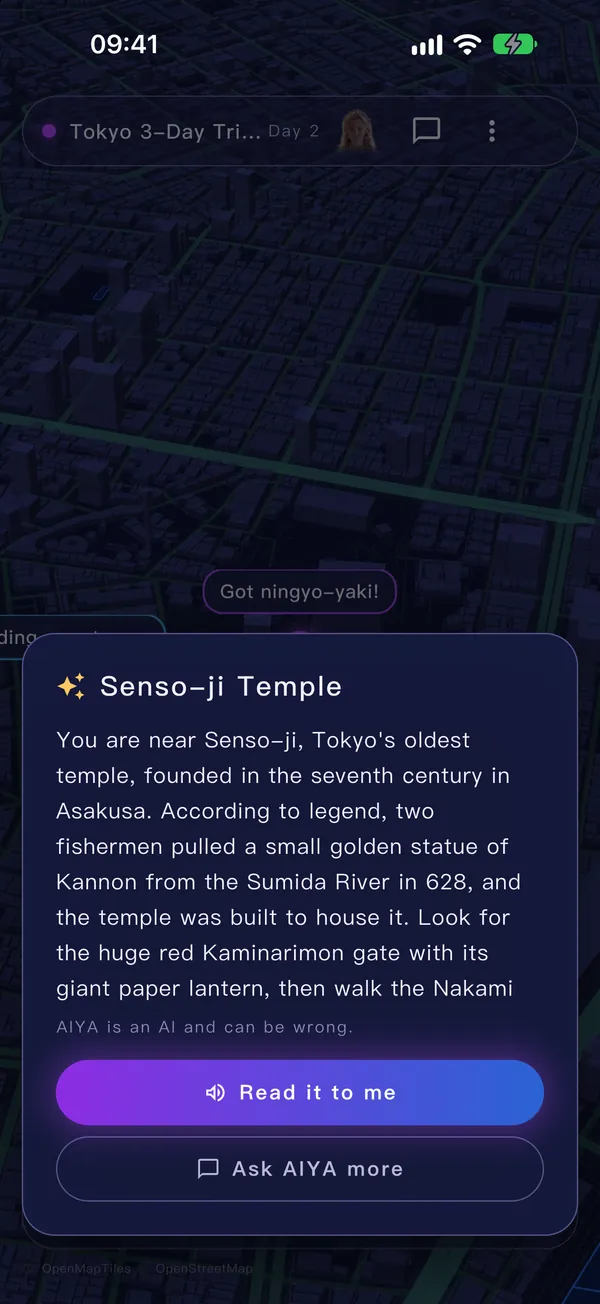 09:41
Tokyo 3-Day Tri... Day 2
Got ningyo-yaki!
Senso-ji Temple
You are near Senso-ji, Tokyo's oldest
temple, founded in the seventh century in
Asakusa. According to legend, two
fishermen pulled a small golden statue of
Kannon from the Sumida River in 628, and
the temple was built to house it. Look for
the huge red Kaminarimon gate with its
giant paper lantern, then walk the Nakami
AIYA is an AI and can be wrong.
Read it to me
Ask AIYA more
OpenMapTiles OpenStreetMap